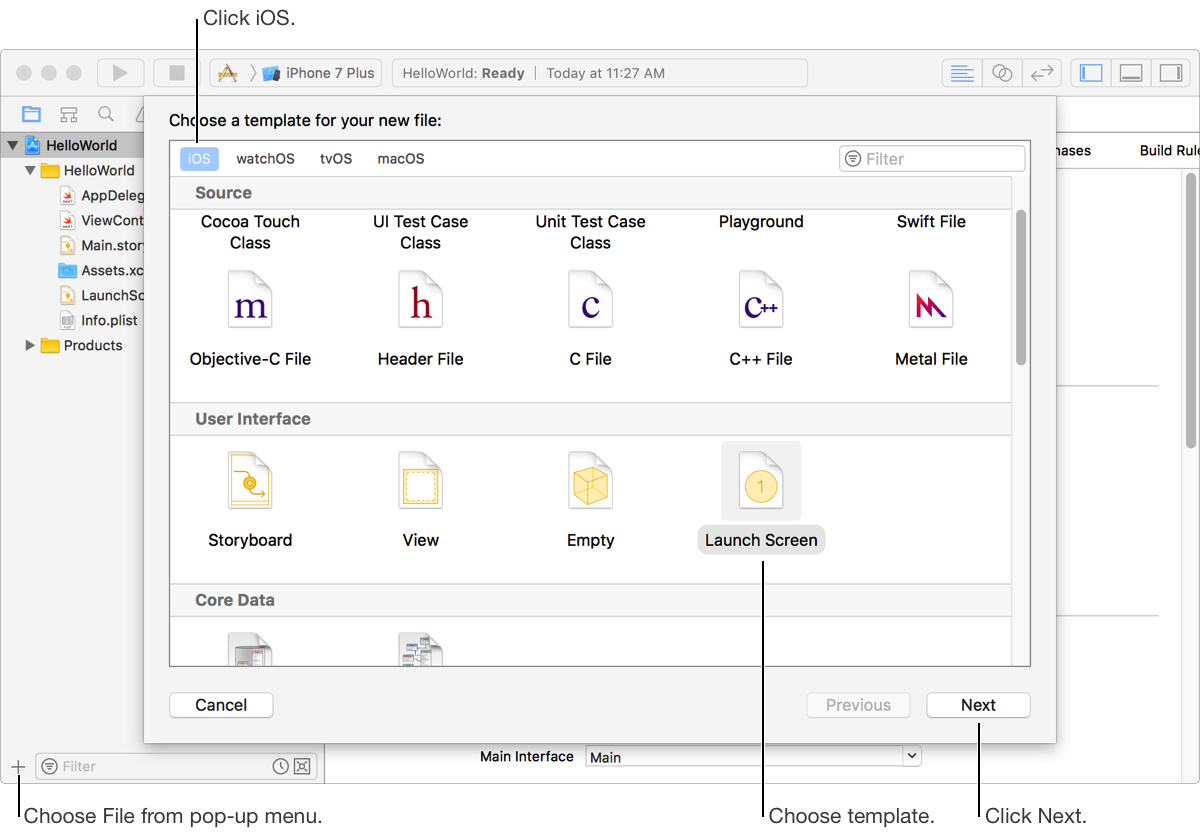 Click iOS.
iPhone 7 Plus
HelloWorld: Ready | Today at 11:27 AM
HelloWorld
HelloWorld
AppDeleg
ViewCont
Main.stor
Assets.xc
LaunchSc
Info.plist
Products
Choose a template for your new file:
iOS watchOS tvOS macOS Filter
hases Build Rule
Source
Cocoa Touch Class
UI Test Case Class
Unit Test Case Class
Playground
Swift File
m h c C++
Objective-C File Header File C File C++ File Metal File
User Interface
1
Storyboard View Empty Launch Screen
Core Data
Cancel Previous Next
Main Interface Main
Filter
Choose File from pop-up menu.
Choose template.
Click Next.